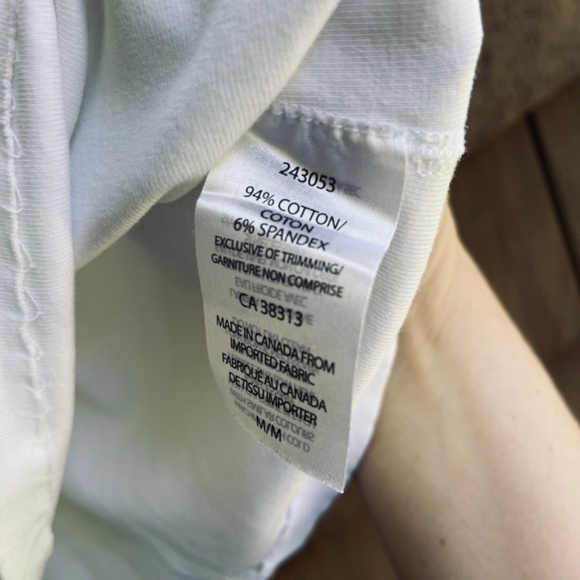 243053
94% COTTON/
COTON
6% SPANDEX
EXCLUSIVE OF TRIMMING/
GARNITURE NON COMPRISE
CA 38313
MADE IN CANADA FROM
IMPORTED FABRIC
FABRIQUÉ AU CANADA
DE TISSU IMPORTER
M/M